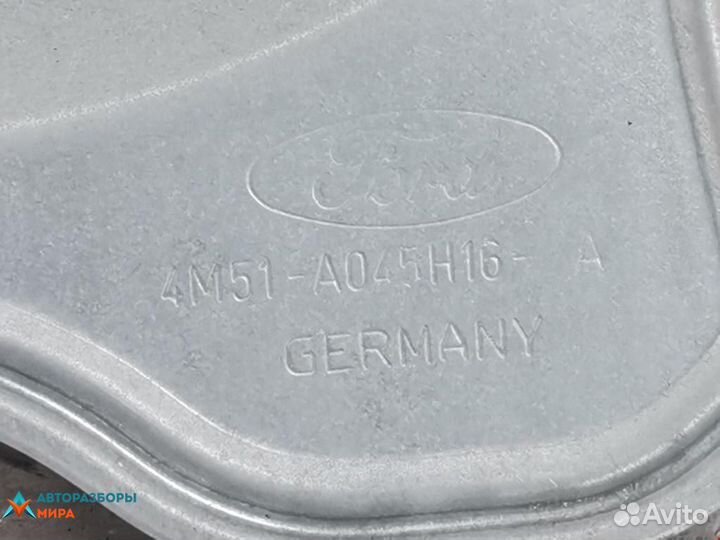 Ford
4M51-A045H16- A
GERMANY
АВТОРАЗБОРЫ
МИРА
Avito